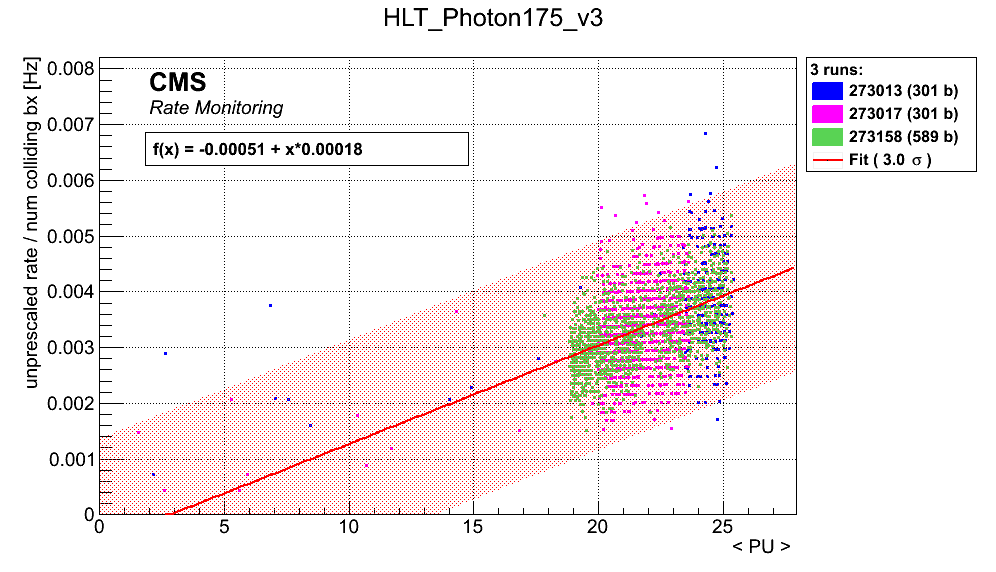 HLT_Photon175_v3
unprescaled rate / num colliding bx [Hz]
0.008
0.007
0.006
0.005
0.004
0.003
0.002
0.001
0
CMS
Rate Monitoring
f(x) = -0.00051 + x*0.00018
0 5 10 15 20 25
< PU >
3 runs:
273013 (301 b)
273017 (301 b)
273158 (589 b)
Fit ( 3.0 σ )